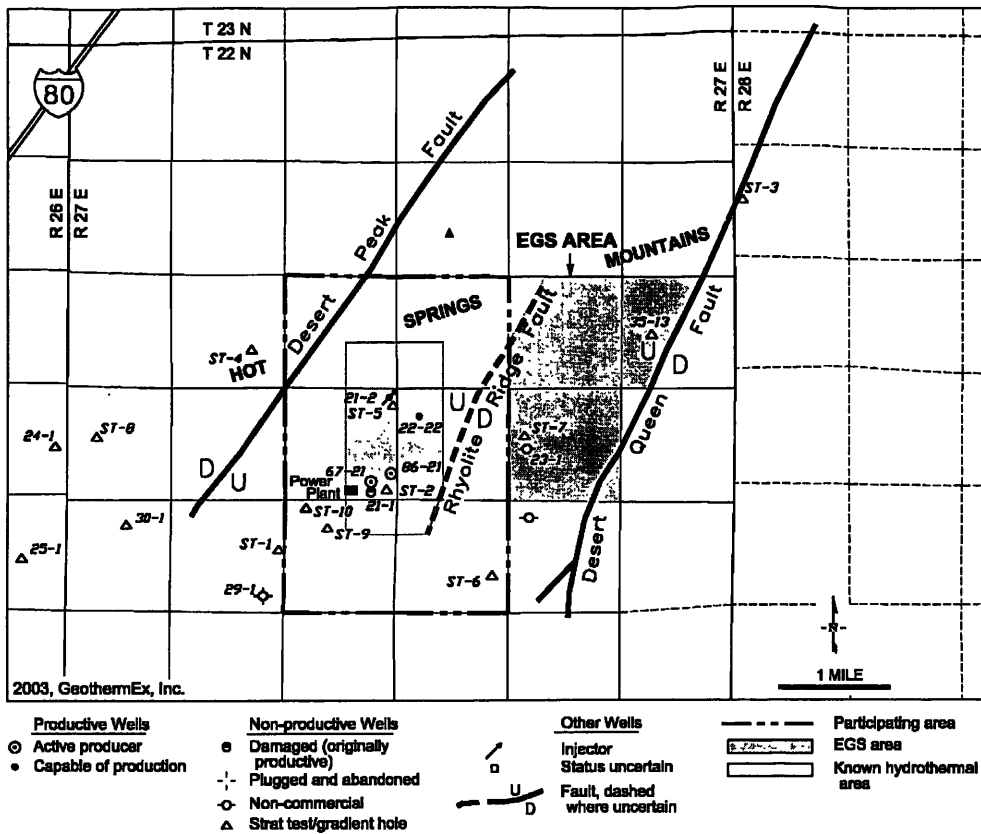 T 23 N
T 22 N
80
R 27 E
R 28 E
R 26 E
R 27 E
Desert Peak Fault
ST-3
EGS AREA
MOUNTAINS
SPRINGS
HOT
ST-4
Rhyolite Ridge Fault
U
D
Desert Queen Fault
U
D
21-2
ST-5
22-22
U
D
ST-7
23-1
24-1
ST-8
67-21
86-21
Power
Plant
ST-2
21-1
D
U
ST-10
ST-9
30-1
25-1
ST-1
29-1
ST-6
N
1 MILE
2003, GeothermEx, Inc.
Productive Wells
Active producer
Capable of production
Non-productive Wells
Damaged (originally
productive)
Plugged and abandoned
Non-commercial
Strat test/gradient hole
Other Wells
Injector
Status uncertain
U
D
Fault, dashed
where uncertain
Participating area
EGS area
Known hydrothermal
area